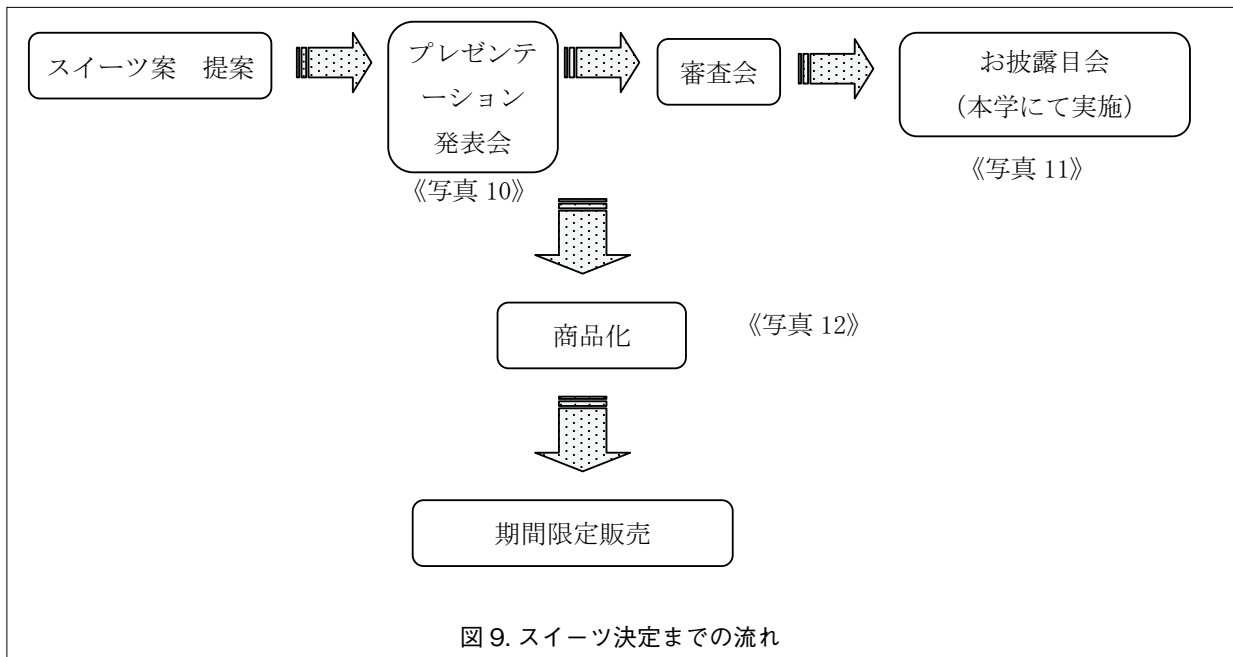 スイーツ案　提案
プレゼンテ
ーション
発表会
審査会
お披露目会
(本学にて実施)
《写真 10》
《写真 11》
商品化
《写真 12》
期間限定販売
図 9. スイーツ決定までの流れ